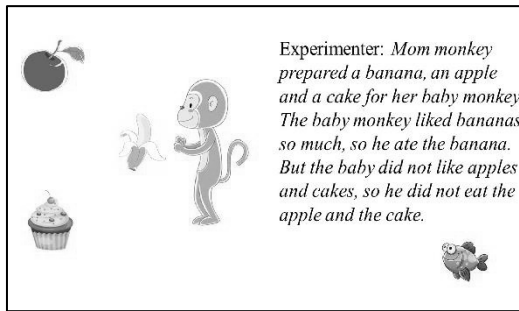 Experimenter: Mom monkey
prepared a banana, an apple
and a cake for her baby monkey
The baby monkey liked bananas
so much, so he ate the banana.
But the baby did not like apples
and cakes, so he did not eat the
apple and the cake.